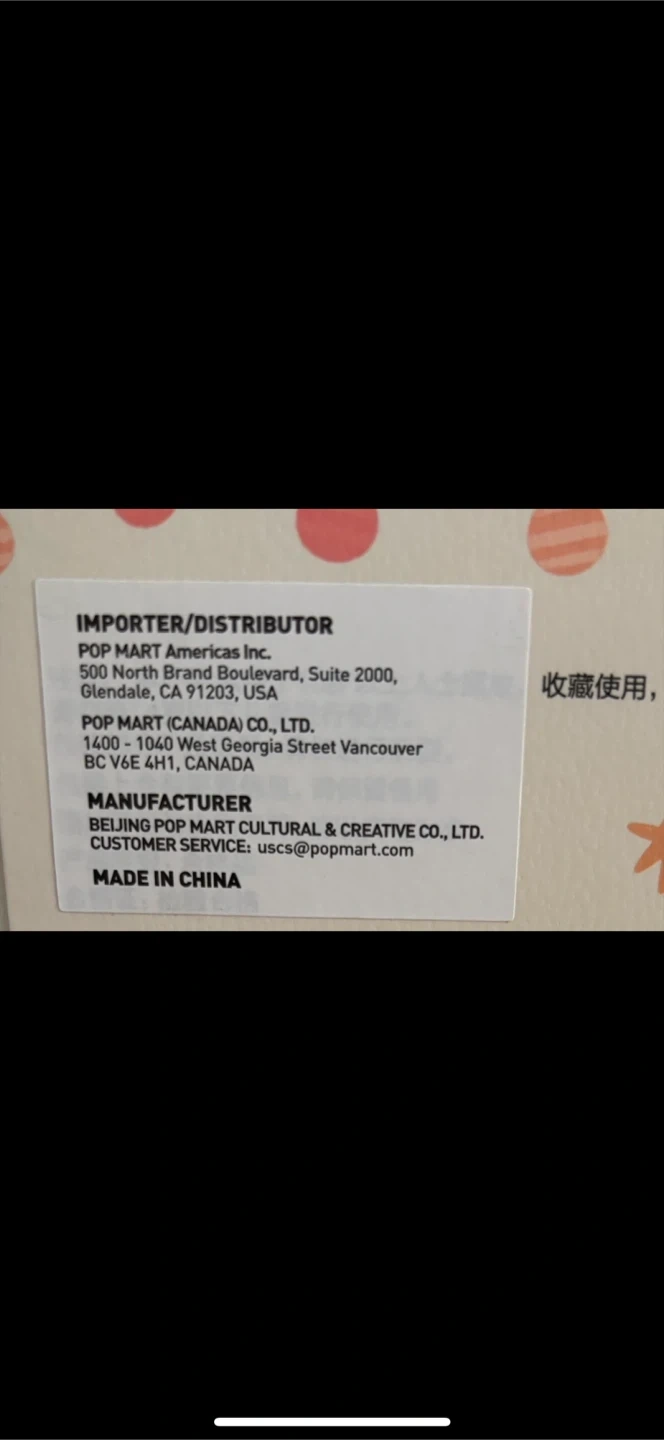 IMPORTER/DISTRIBUTOR
POP MART Americas Inc.
500 North Brand Boulevard, Suite 2000,
Glendale, CA 91203, USA
POP MART (CANADA) CO., LTD.
1400 - 1040 West Georgia Street Vancouver
BC V6E 4H1, CANADA
MANUFACTURER
BEIJING POP MART CULTURAL & CREATIVE CO., LTD.
CUSTOMER SERVICE: uscs@popmart.com
MADE IN CHINA
收藏使用，